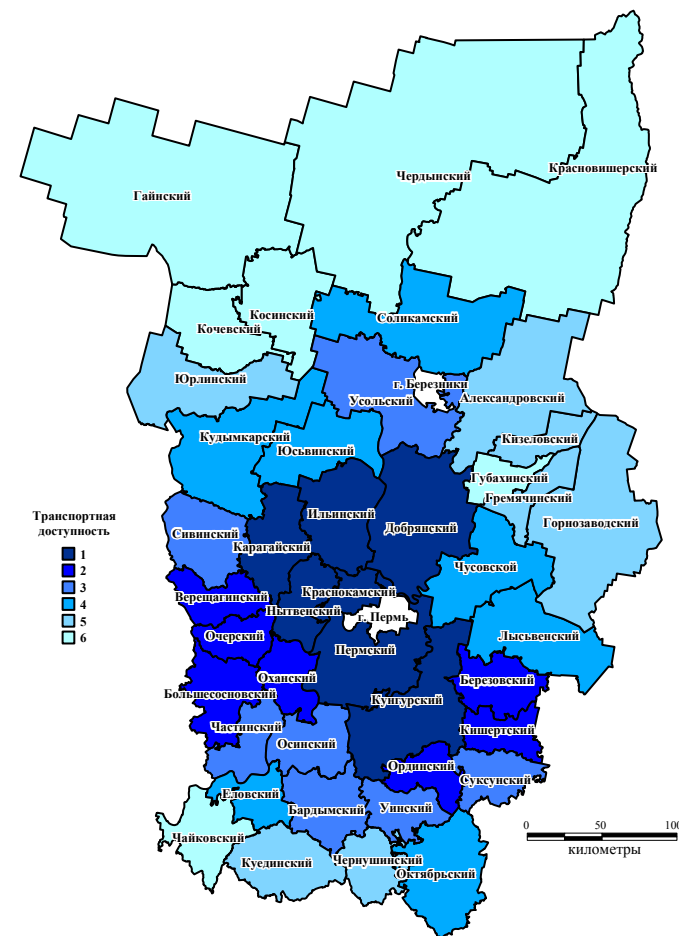 Красновишерский
Чердынский
Гайнский
Косинский
Соликамский
Кочевский
Юрлинский
г. Березники
Александровский
Усольский
Кудымкарский
Кизеловский
Юсьвинский
Губахинский
Гремячинский
Ильинский
Горнозаводский
Добрянский
Транспортная
доступность
1
2
3
4
5
6
Сивинский
Карагайский
Чусовской
Краснокамский
Верещагинский
Нытвенский
г. Пермь
Очерский
Лысьвенский
Пермский
Оханский
Березовский
Большесосновский
Кунгурский
Частинский
Кишертский
Осинский
Ординский
Суксунский
Еловский
Уинский
Бардымский
0 50 100
километры
Чайковский
Куединский
Чернушинский
Октябрьский